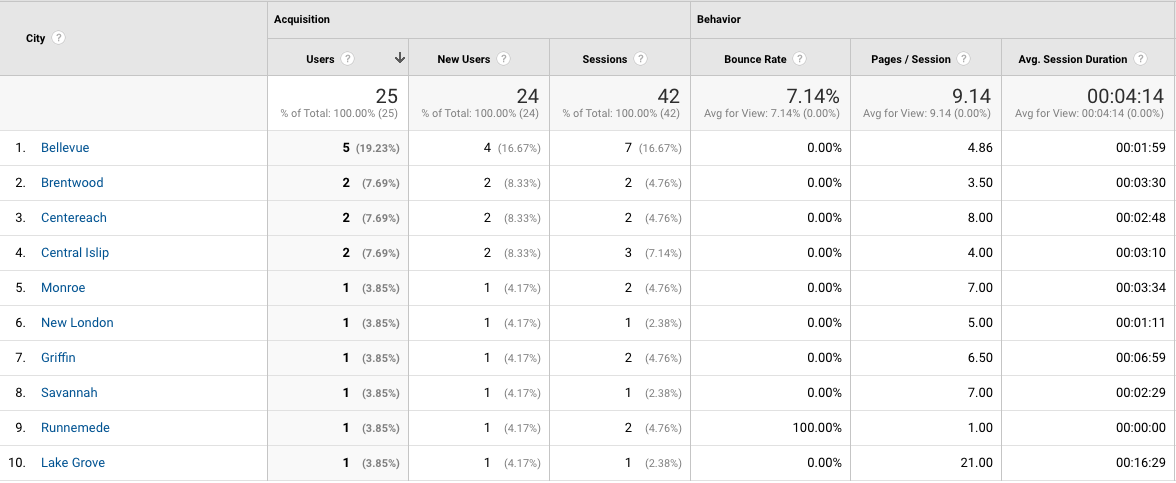 Acquisition Behavior
City ?
Users ? New Users ? Sessions ? Bounce Rate ? Pages / Session ? Avg. Session Duration ?
25 24 42 7.14% 9.14 00:04:14
% of Total: 100.00% (25) % of Total: 100.00% (24) % of Total: 100.00% (42) Avg for View: 7.14% (0.00%) Avg for View: 9.14 (0.00%) Avg for View: 00:04:14 (0.00%)
1. Bellevue 5 (19.23%) 4 (16.67%) 7 (16.67%) 0.00% 4.86 00:01:59
2. Brentwood 2 (7.69%) 2 (8.33%) 2 (4.76%) 0.00% 3.50 00:03:30
3. Centereach 2 (7.69%) 2 (8.33%) 2 (4.76%) 0.00% 8.00 00:02:48
4. Central Islip 2 (7.69%) 2 (8.33%) 3 (7.14%) 0.00% 4.00 00:03:10
5. Monroe 1 (3.85%) 1 (4.17%) 2 (4.76%) 0.00% 7.00 00:03:34
6. New London 1 (3.85%) 1 (4.17%) 1 (2.38%) 0.00% 5.00 00:01:11
7. Griffin 1 (3.85%) 1 (4.17%) 2 (4.76%) 0.00% 6.50 00:06:59
8. Savannah 1 (3.85%) 1 (4.17%) 1 (2.38%) 0.00% 7.00 00:02:29
9. Runnemede 1 (3.85%) 1 (4.17%) 2 (4.76%) 100.00% 1.00 00:00:00
10. Lake Grove 1 (3.85%) 1 (4.17%) 1 (2.38%) 0.00% 21.00 00:16:29